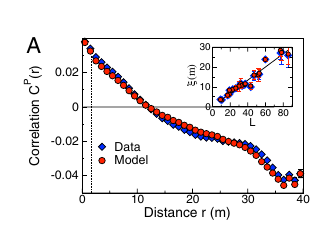 A
Correlation C^P(r)
0.02
0
-0.02
-0.04
0
10
20
30
40
Distance r (m)
Data
Model
ξ(m)
30
20
10
0
0
20
40
60
80
L